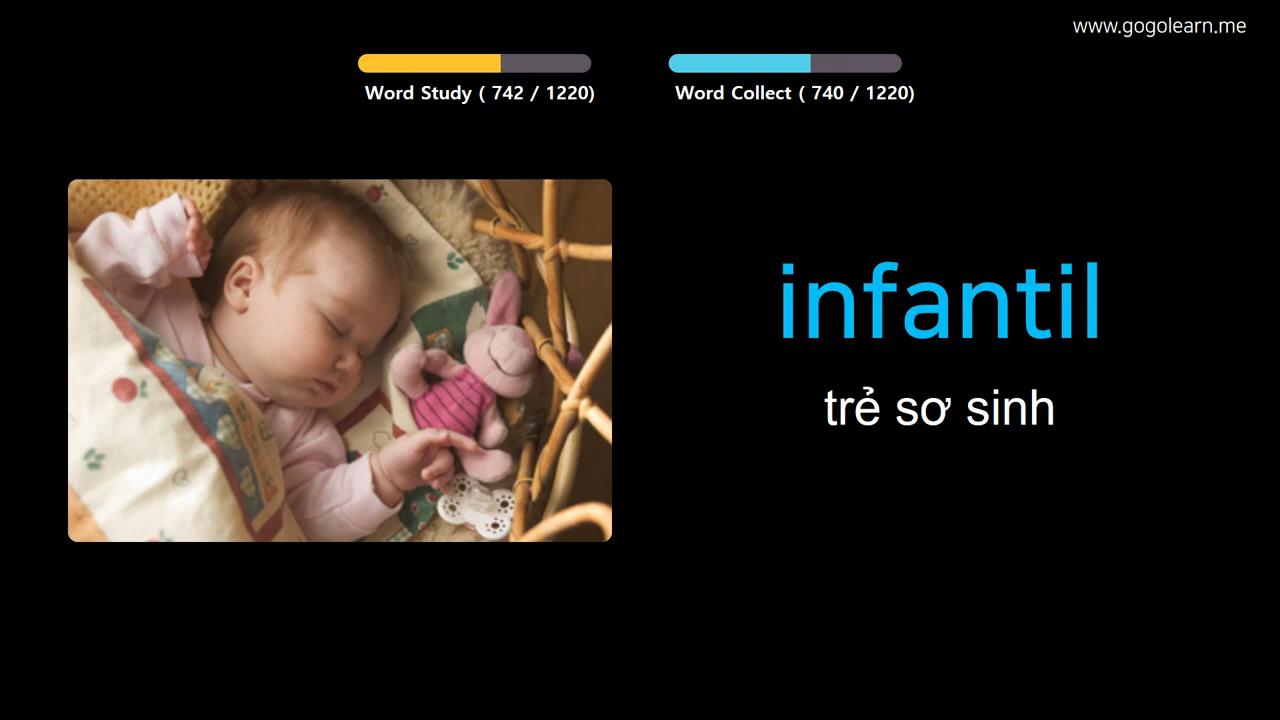 www.gogolearn.me
Word Study ( 742 / 1220)
Word Collect ( 740 / 1220)
infantil
trẻ sơ sinh